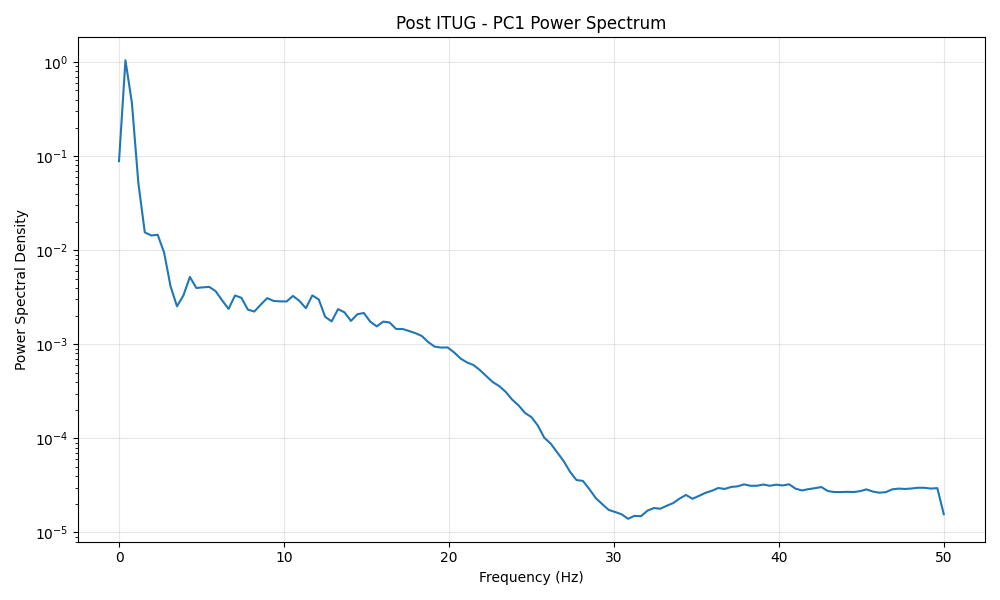 Post ITUG - PC1 Power Spectrum
Power Spectral Density
10⁰
10⁻¹
10⁻²
10⁻³
10⁻⁴
10⁻⁵
0 10 20 30 40 50
Frequency (Hz)